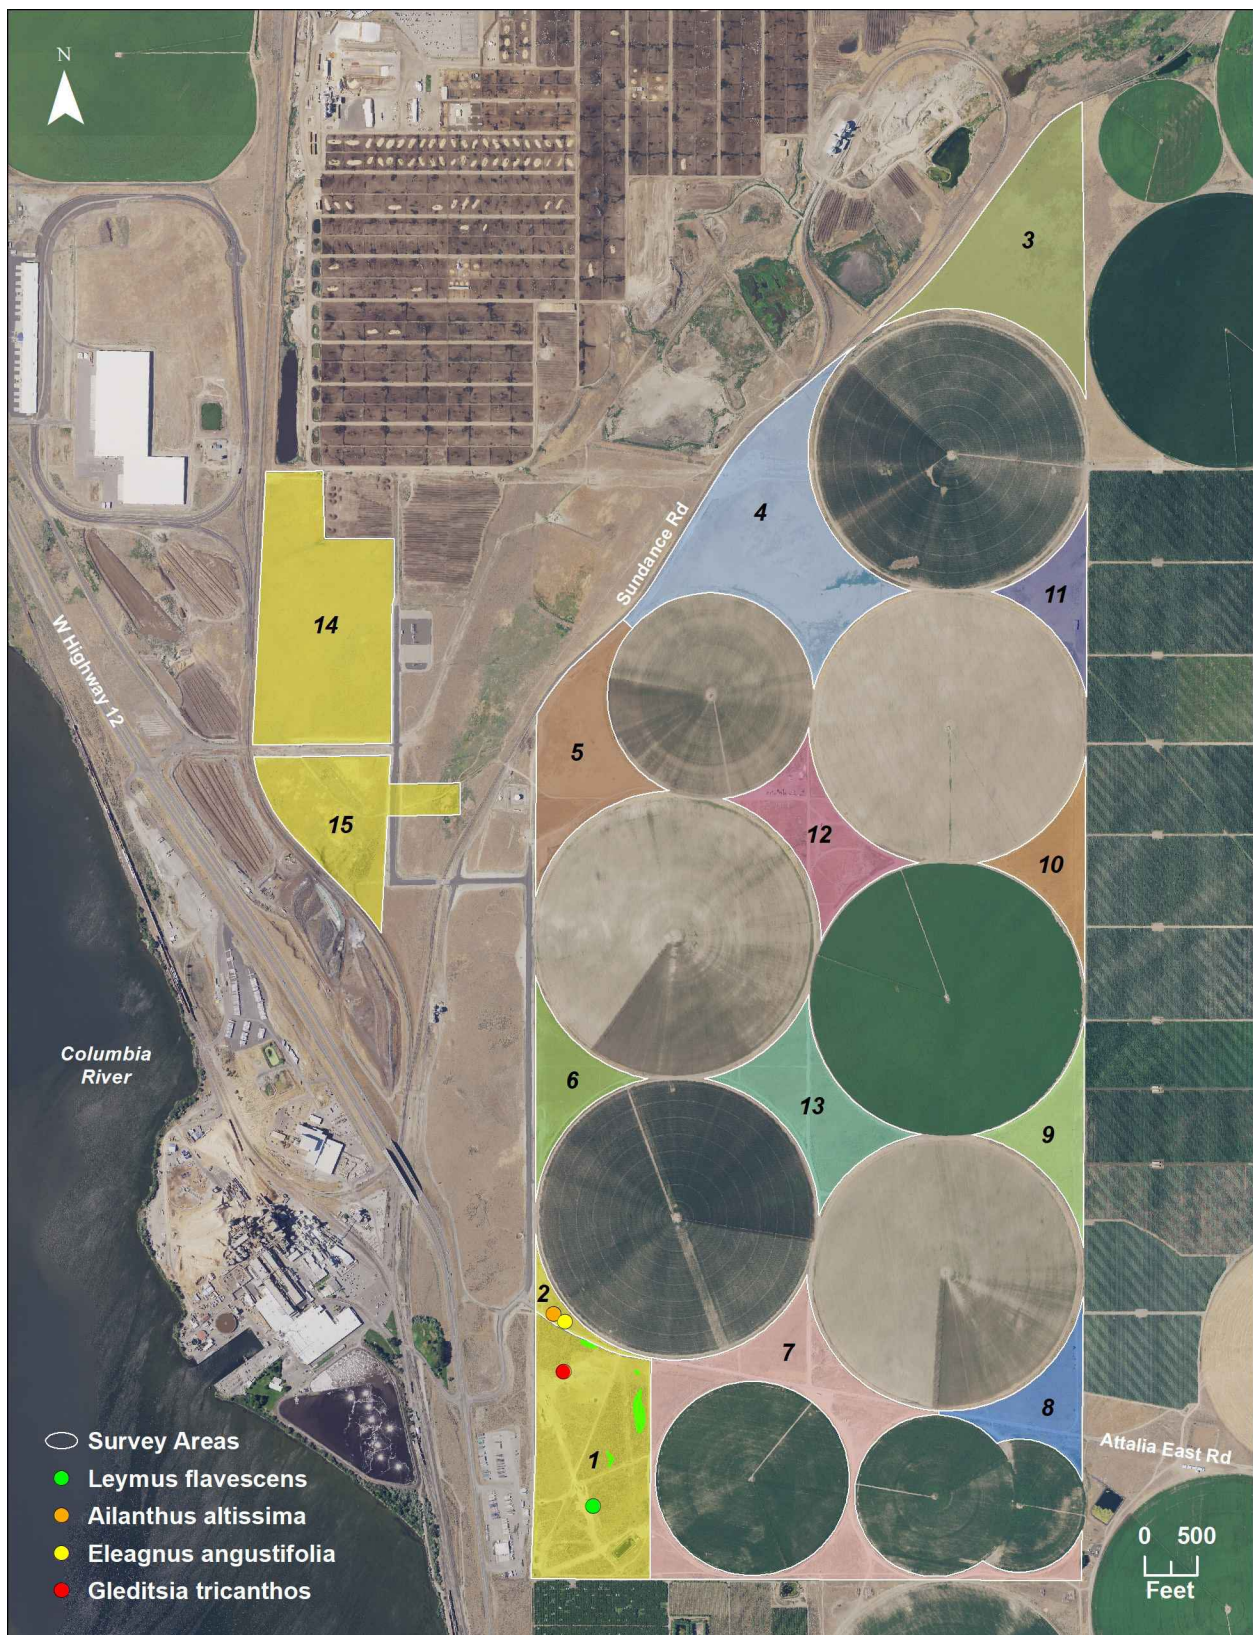 N
3
4
Sundance Rd
11
14
W Highway 12
5
12
15
10
Columbia
River
6
13
9
2
7
8
1
Attalia East Rd
Survey Areas
Leymus flavescens
Ailanthus altissima
Eleagnus angustifolia
Gleditsia tricanthos
0 500
Feet